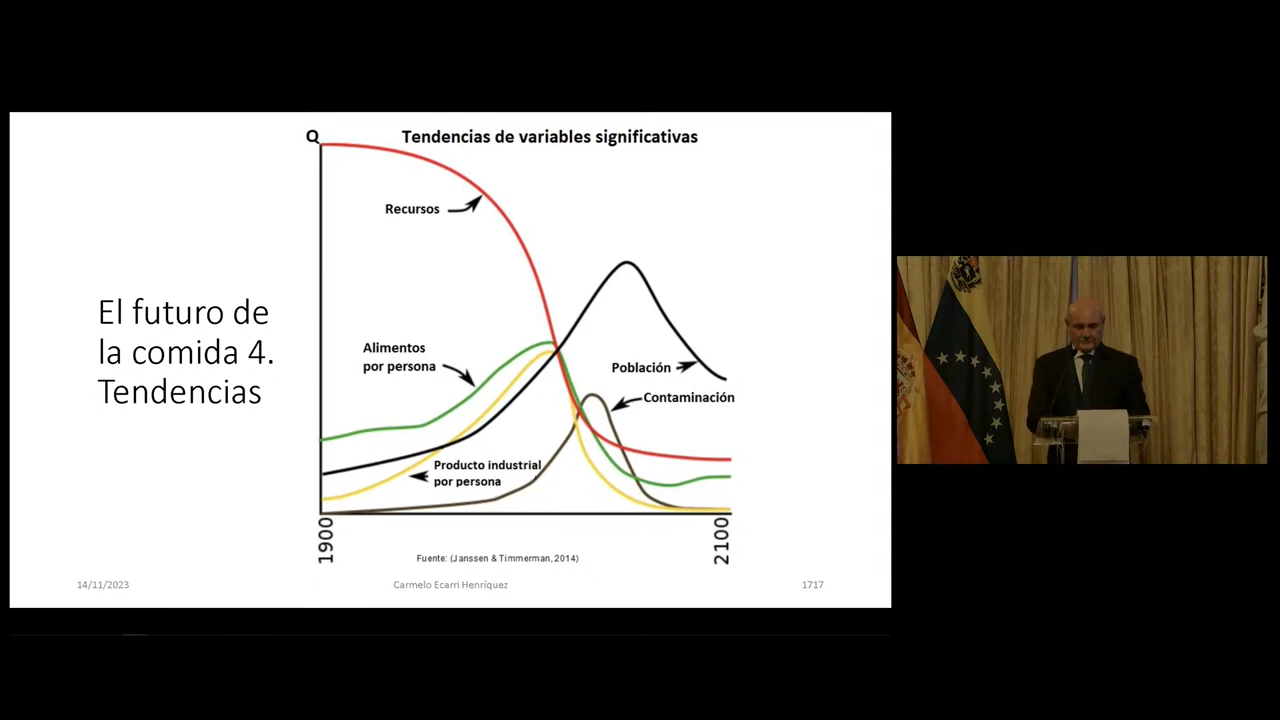 Q
Tendencias de variables significativas
Recursos
El futuro de
la comida 4.
Tendencias
Alimentos
por persona
Población
Contaminación
Producto industrial
por persona
1900
2100
Fuente: (Janssen & Timmerman, 2014)
14/11/2023
Carmelo Ecarri Henríquez
1717